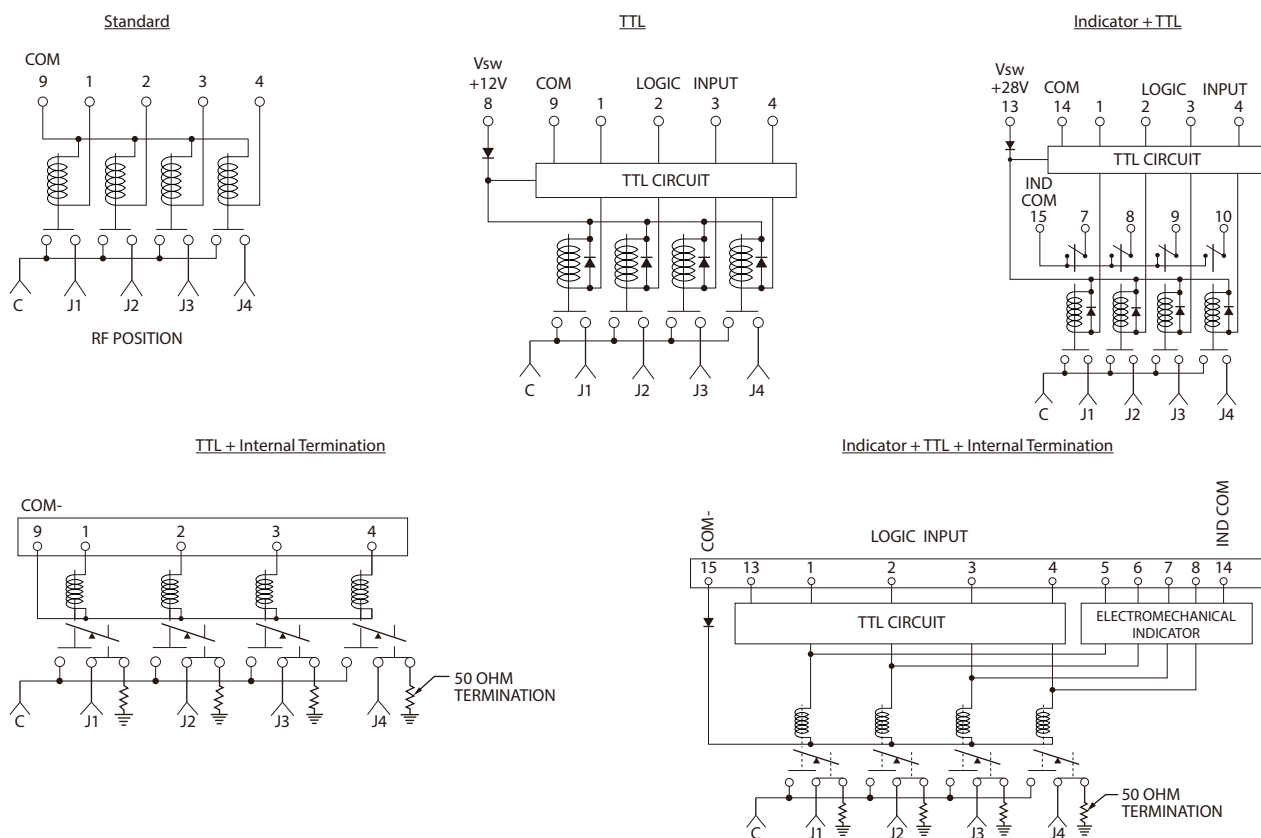 Standard
COM
9 1 2 3 4
C J1 J2 J3 J4
RF POSITION
TTL
Vsw
+12V COM LOGIC INPUT
8 9 1 2 3 4
TTL CIRCUIT
C J1 J2 J3 J4
Indicator + TTL
Vsw
+28V COM LOGIC INPUT
13 14 1 2 3 4
TTL CIRCUIT
IND
COM
15 7 8 9 10
C J1 J2 J3 J4
TTL + Internal Termination
COM-
9 1 2 3 4
50 OHM
TERMINATION
C J1 J2 J3 J4
Indicator + TTL + Internal Termination
COM- LOGIC INPUT IND COM
15 13 1 2 3 4 5 6 7 8 14
TTL CIRCUIT
ELECTROMECHANICAL
INDICATOR
50 OHM
TERMINATION
C J1 J2 J3 J4